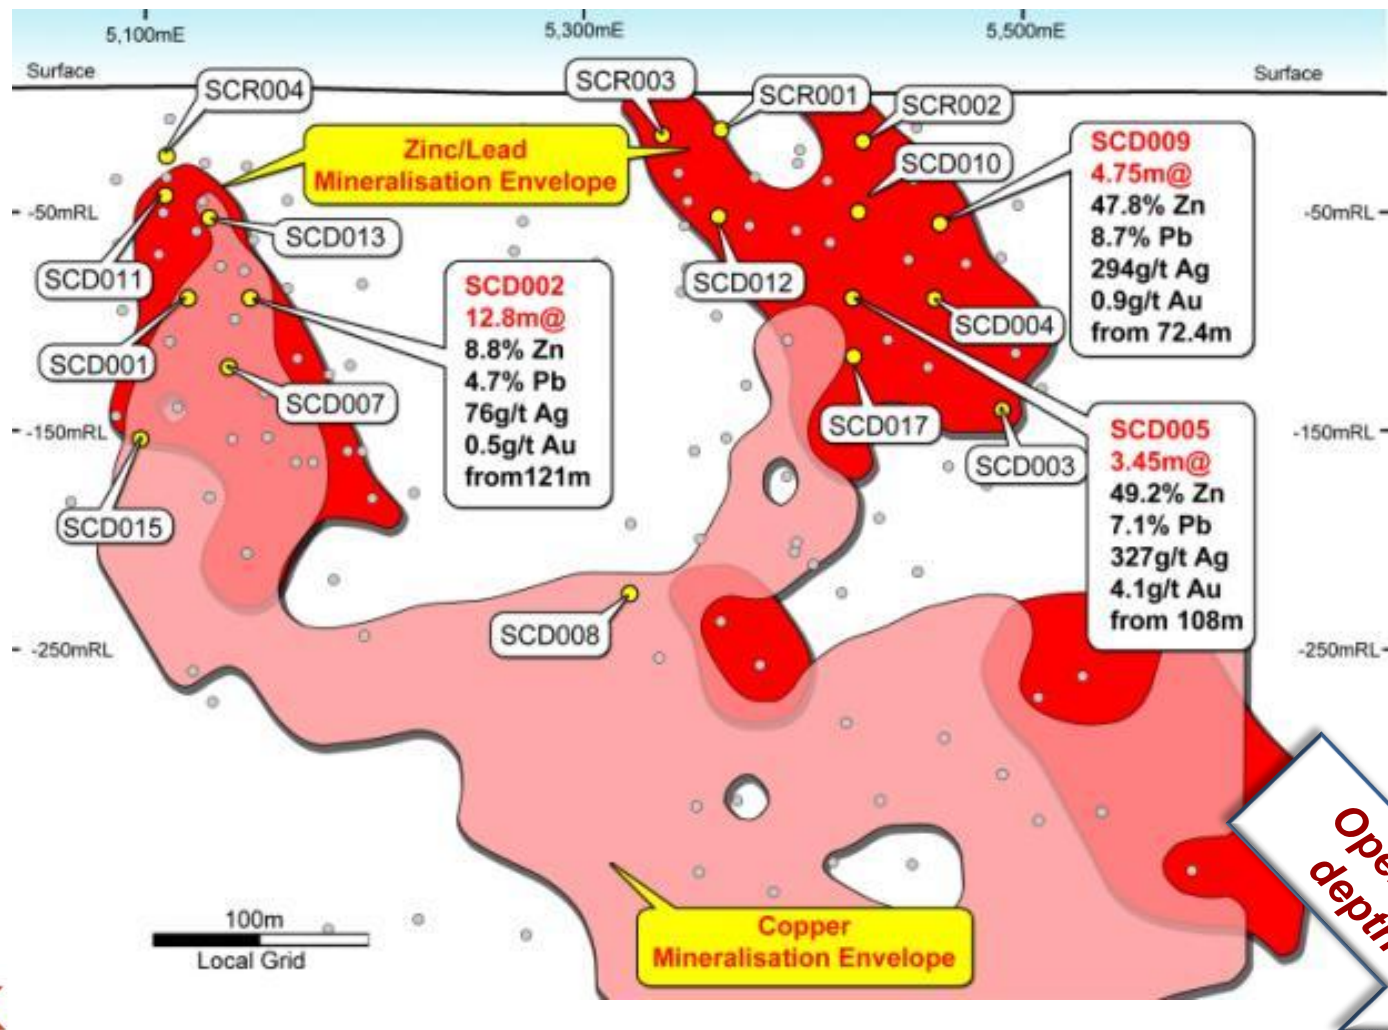 5,100mE
5,300mE
5,500mE
Surface
Surface
SCR004
SCR003
SCR001
SCR002
Zinc/Lead
Mineralisation Envelope
SCD010
SCD009
4.75m@
47.8% Zn
8.7% Pb
294g/t Ag
0.9g/t Au
from 72.4m
-50mRL
-50mRL
SCD013
SCD011
SCD012
SCD002
12.8m@
8.8% Zn
4.7% Pb
76g/t Ag
0.5g/t Au
from121m
SCD004
SCD001
SCD007
SCD017
-150mRL
-150mRL
SCD003
SCD005
3.45m@
49.2% Zn
7.1% Pb
327g/t Ag
4.1g/t Au
from 108m
SCD015
SCD008
-250mRL
-250mRL
depth
100m
Local Grid
Copper
Mineralisation Envelope